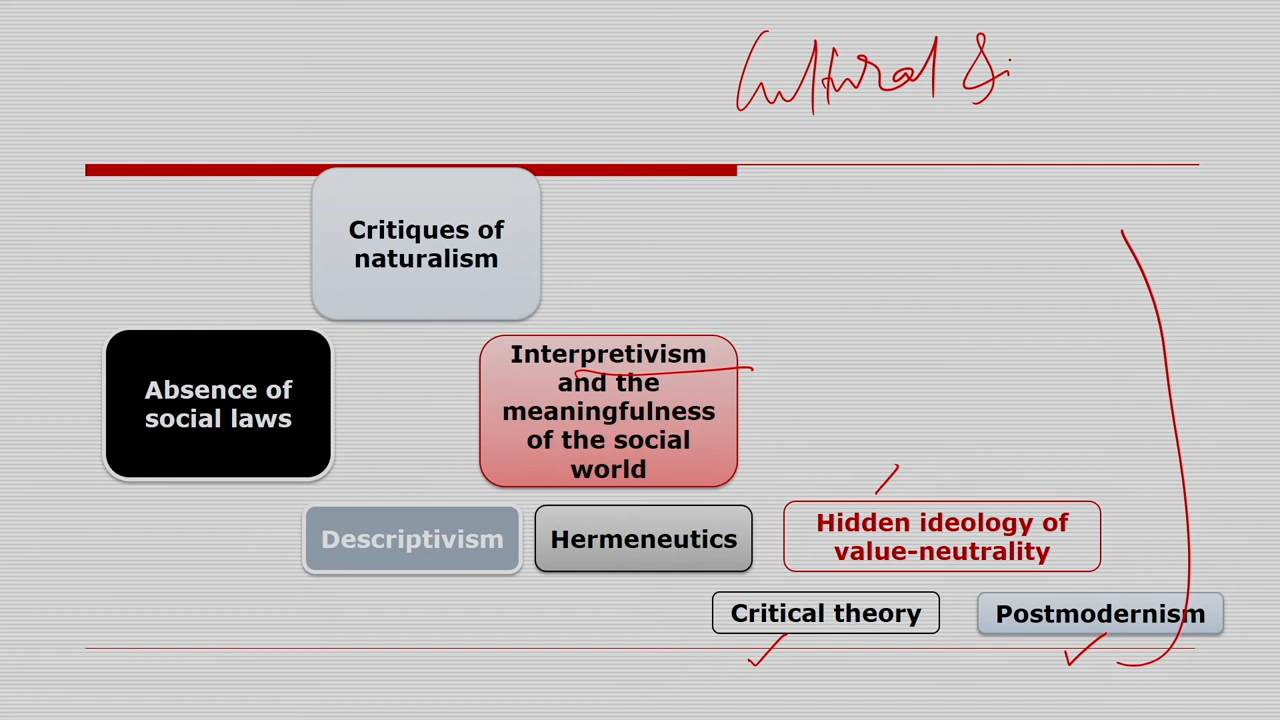 Cultural
Critiques of
naturalism
Absence of
social laws
Interpretivism
and the
meaningfulness
of the social
world
Descriptivism
Hermeneutics
Hidden ideology of
value-neutrality
Critical theory
Postmodernism